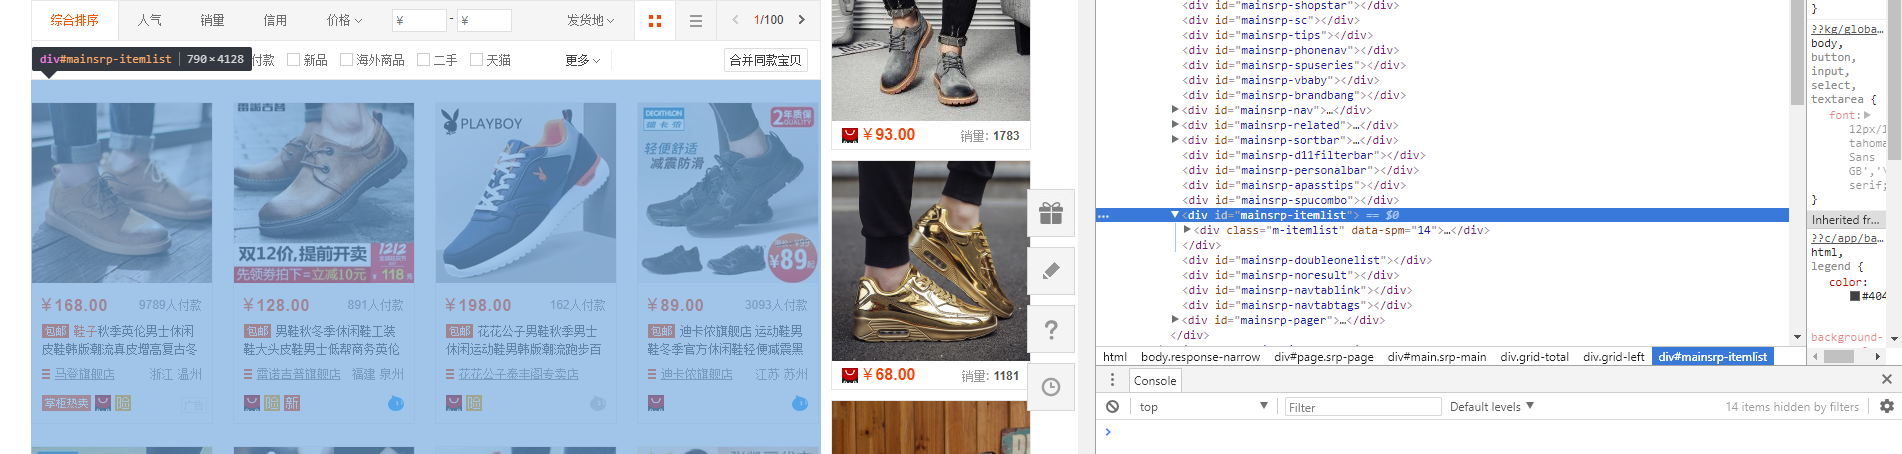 综合排序 人气 销量 信用 价格 ¥ - ¥ 发货地 1/100
div#mainsrp-itemlist 790×4128 付款 新品 海外商品 二手 天猫 更多 合并同款宝贝
PLAYBOY
DECATHLON
迪卡侬
2年质保
QUALITY
轻便舒适
减震防滑
双12价,提前开卖
先领券拍下=立减10元
1212
¥118
¥89起
¥168.00 9789人付款
包邮 鞋子秋季英伦男士休闲
皮鞋韩版潮流真皮增高复古冬
马登旗舰店 浙江 温州
掌柜热卖 险 广告
¥128.00 891人付款
包邮 男鞋秋冬季休闲鞋工装
鞋大头皮鞋男士低帮商务英伦
雷诺吉普旗舰店 福建 泉州
险 新
¥198.00 162人付款
包邮 花花公子男鞋秋季男士
休闲运动鞋男韩版潮流跑步百
花花公子泰丰阁专卖店
险
¥89.00 3093人付款
包邮 迪卡侬旗舰店 运动鞋男
鞋冬季官方休闲鞋轻便减震黑
迪卡侬旗舰店 江苏 苏州
¥93.00 销量: 1783
¥68.00 销量: 1181
<div id="mainsrp-shopstar"></div>
<div id="mainsrp-sc"></div>
<div id="mainsrp-tips"></div>
<div id="mainsrp-phonenav"></div>
<div id="mainsrp-spuseries"></div>
<div id="mainsrp-vbaby"></div>
<div id="mainsrp-brandbang"></div>
<div id="mainsrp-nav">…</div>
<div id="mainsrp-related">…</div>
<div id="mainsrp-sortbar">…</div>
<div id="mainsrp-d11filterbar"></div>
<div id="mainsrp-personalbar"></div>
<div id="mainsrp-apasstips"></div>
<div id="mainsrp-spucombo"></div>
… <div id="mainsrp-itemlist"> == $0
<div class="m-itemlist" data-spm="14">…</div>
</div>
<div id="mainsrp-doubleonelist"></div>
<div id="mainsrp-noresult"></div>
<div id="mainsrp-navtablink"></div>
<div id="mainsrp-navtabtags"></div>
<div id="mainsrp-pager">…</div>
</div>
html body.response-narrow div#page.srp-page div#main.srp-main div.grid-total div.grid-left div#mainsrp-itemlist
}
??kg/globa…
body,
button,
input,
select,
textarea {
font:
12px/1
tahoma
Sans
GB','\
serif;
}
Inherited fr…
??c/app/ba…
html,
legend {
color:
#404
background-
Console
top Filter Default levels 14 items hidden by filters
>